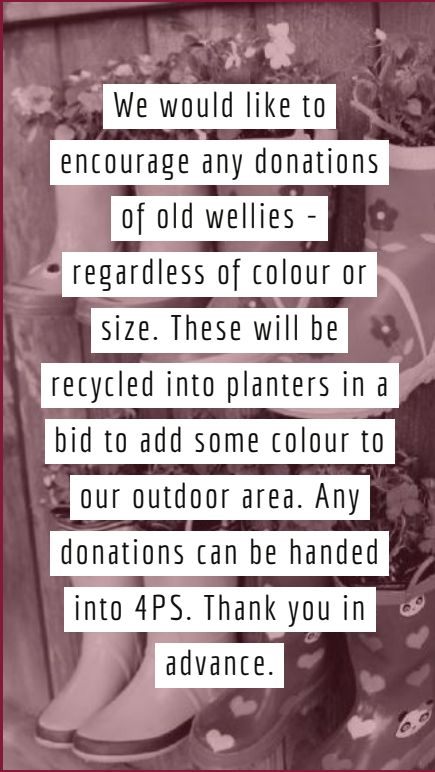 We would like to
encourage any donations
of old wellies -
regardless of colour or
size. These will be
recycled into planters in a
bid to add some colour to
our outdoor area. Any
donations can be handed
into 4PS. Thank you in
advance.